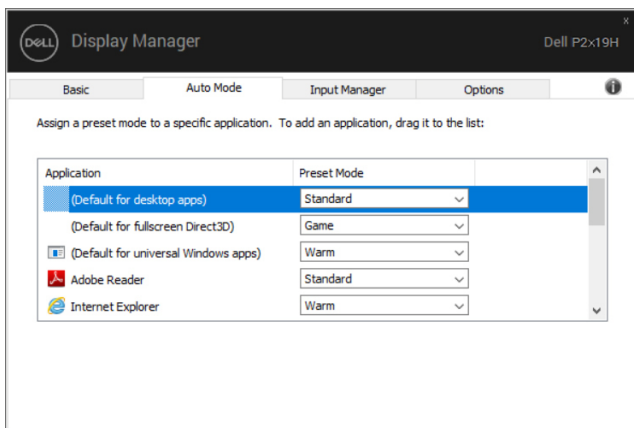 DELL Display Manager
x
Dell P2x19H
Basic Auto Mode Input Manager Options
Assign a preset mode to a specific application. To add an application, drag it to the list:
Application Preset Mode
(Default for desktop apps) Standard
(Default for fullscreen Direct3D) Game
(Default for universal Windows apps) Warm
Adobe Reader Standard
Internet Explorer Warm